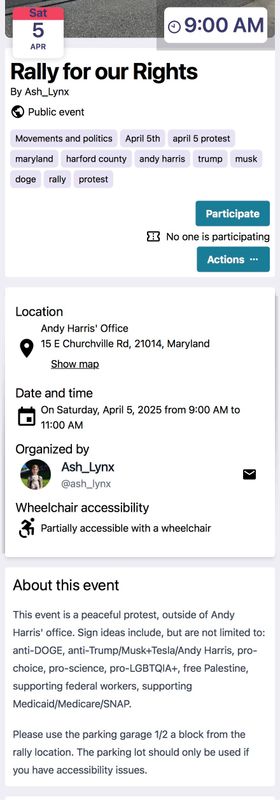 Sat
5
APR
9:00 AM
Rally for our Rights
By Ash_Lynx
Public event
Movements and politics April 5th april 5 protest
maryland harford county andy harris trump musk
doge rally protest
Participate
No one is participating
Actions ...
Location
Andy Harris' Office
15 E Churchville Rd, 21014, Maryland
Show map
Date and time
On Saturday, April 5, 2025 from 9:00 AM to
11:00 AM
Organized by
Ash_Lynx
@ash_lynx
Wheelchair accessibility
Partially accessible with a wheelchair
About this event
This event is a peaceful protest, outside of Andy
Harris' office. Sign ideas include, but are not limited to:
anti-DOGE, anti-Trump/Musk+Tesla/Andy Harris, pro-
choice, pro-science, pro-LGBTQIA+, free Palestine,
supporting federal workers, supporting
Medicaid/Medicare/SNAP.
Please use the parking garage 1/2 a block from the
rally location. The parking lot should only be used if
you have accessibility issues.